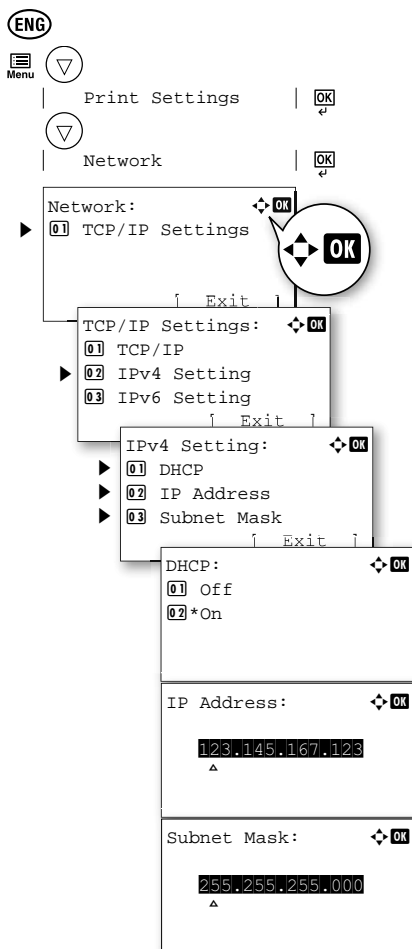 ENG
Menu
Print Settings OK
Network OK
Network: OK
01 TCP/IP Settings
OK
[ Exit ]
TCP/IP Settings: OK
01 TCP/IP
02 IPv4 Setting
03 IPv6 Setting
[ Exit ]
IPv4 Setting: OK
01 DHCP
02 IP Address
03 Subnet Mask
[ Exit ]
DHCP: OK
01 Off
02 *On
IP Address: OK
123.145.167.123
Subnet Mask: OK
255.255.255.000